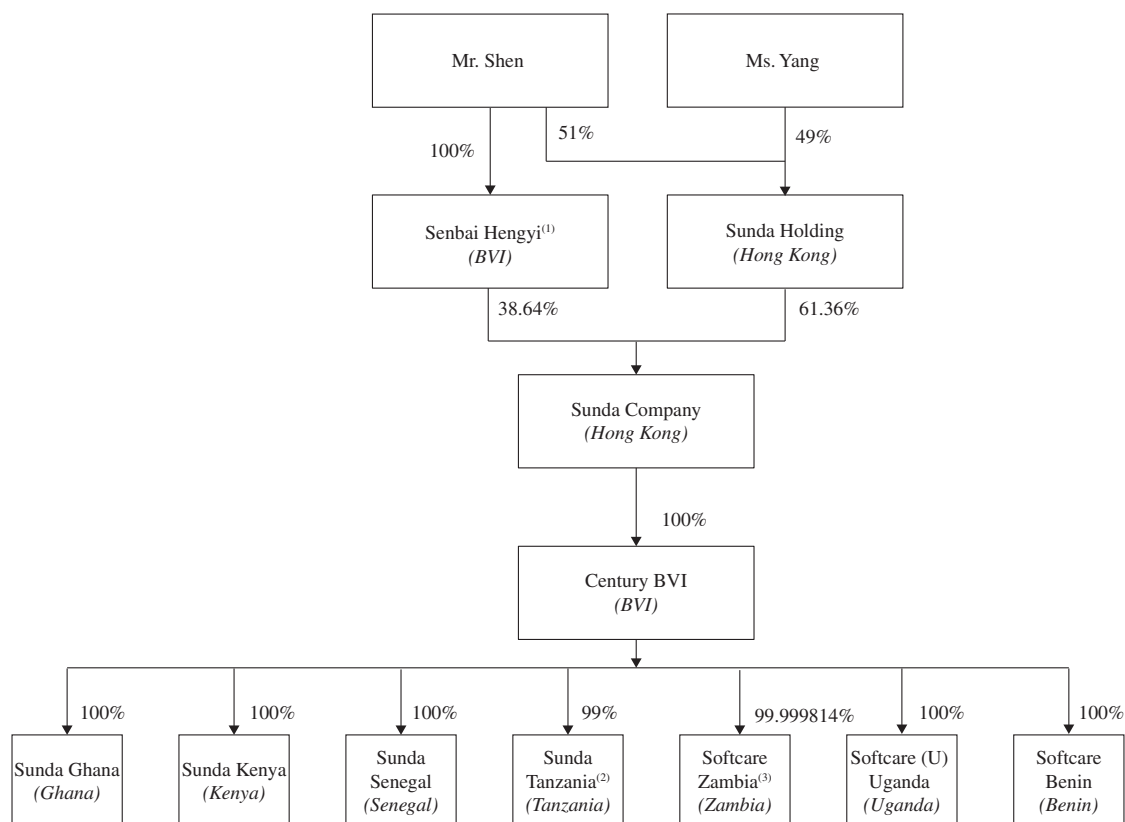 Mr. Shen
Ms. Yang
51%
49%
100%
Senbai Hengyi(1)
(BVI)
Sunda Holding
(Hong Kong)
38.64%
61.36%
Sunda Company
(Hong Kong)
100%
Century BVI
(BVI)
100%
100%
100%
99%
99.999814%
100%
100%
Sunda Ghana
(Ghana)
Sunda Kenya
(Kenya)
Sunda
Senegal
(Senegal)
Sunda
Tanzania(2)
(Tanzania)
Softcare
Zambia(3)
(Zambia)
Softcare (U)
Uganda
(Uganda)
Softcare
Benin
(Benin)